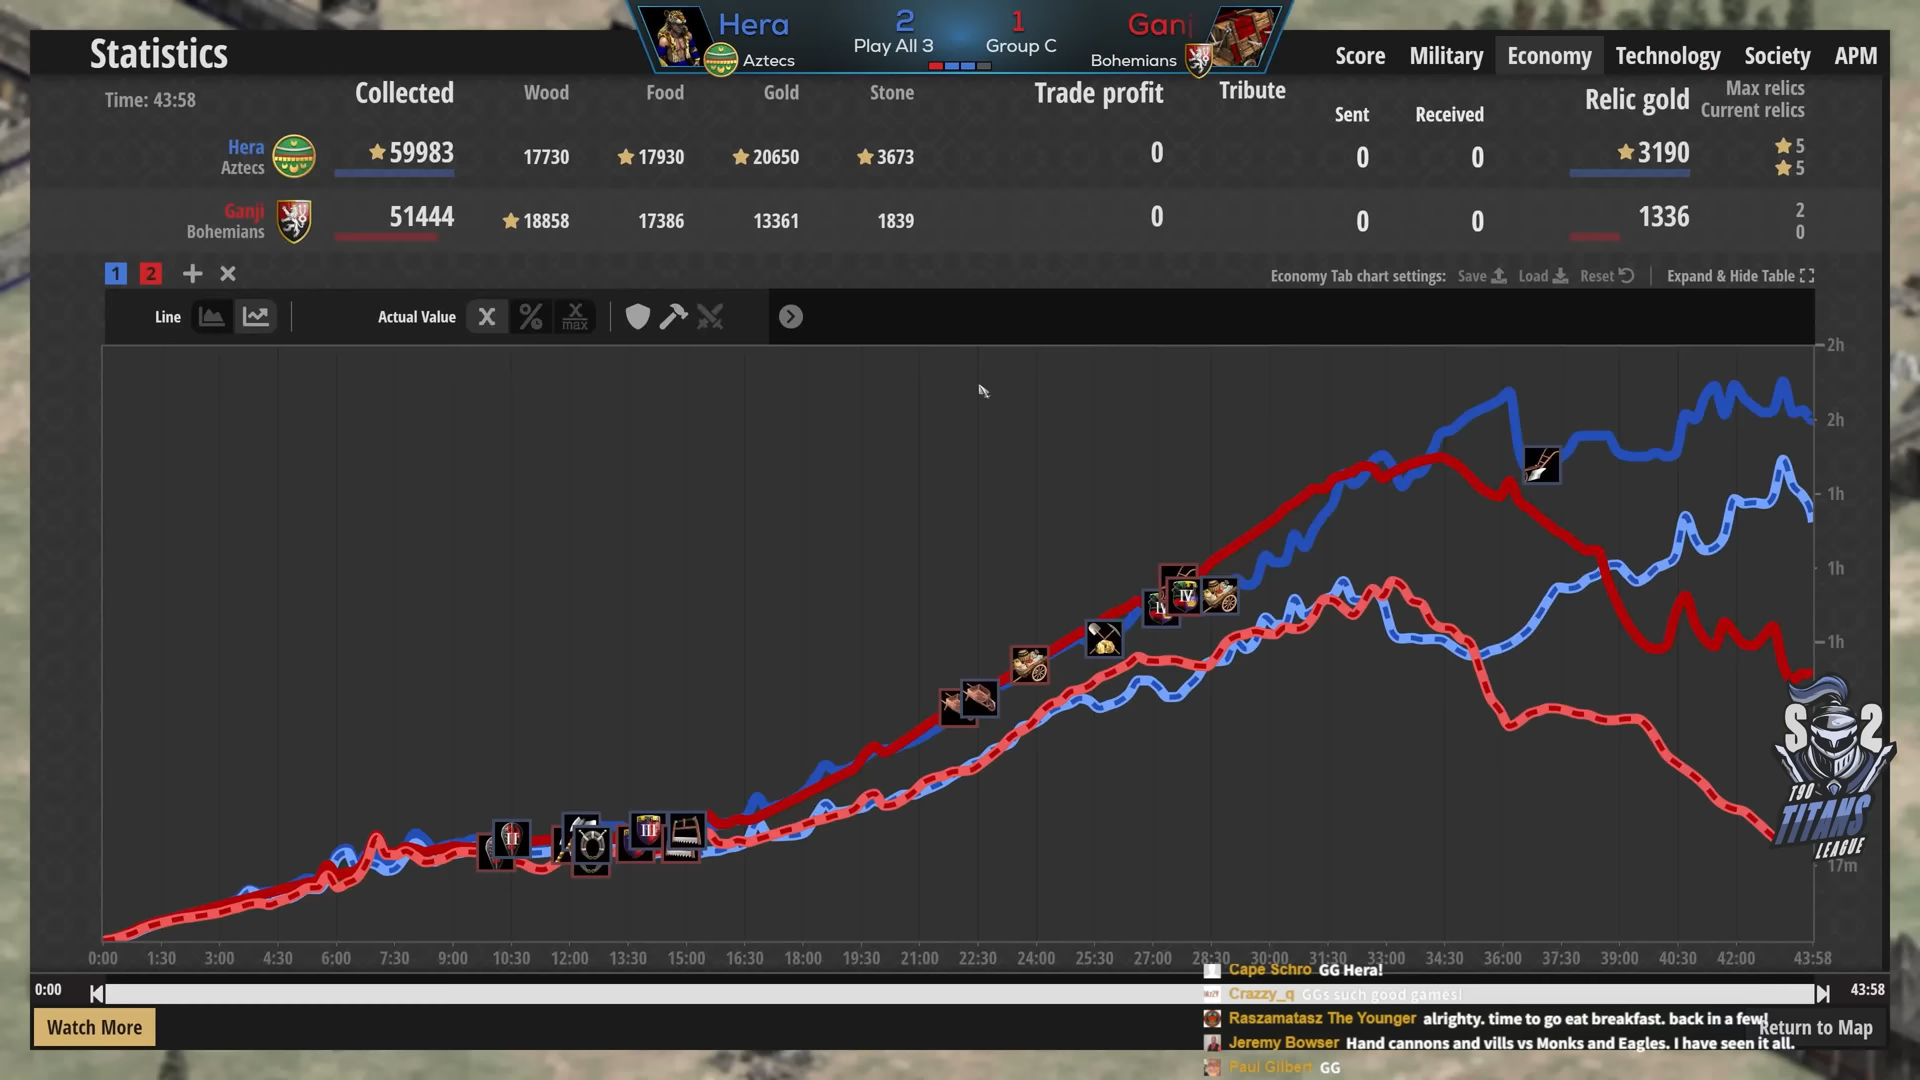 Hera 2 1 Ganj
Play All 3 Group C
Aztecs Bohemians
Statistics
Score Military Economy Technology Society APM
Time: 43:58
Collected Wood Food Gold Stone Trade profit Tribute Sent Received Relic gold Max relics
Current relics
Hera
Aztecs
59983 17730 17930 20650 3673 0 0 0 3190 5
5
Ganji
Bohemians
51444 18858 17386 13361 1839 0 0 0 1336 2
0
1 2
Economy Tab chart settings: Save Load Reset Expand & Hide Table
Line Actual Value X % X
max
2h
2h
1h
1h
1h
17m
II
III
IV
S 2
T90
TITANS
LEAGUE
0:00 1:30 3:00 4:30 6:00 7:30 9:00 10:30 12:00 13:30 15:00 16:30 18:00 19:30 21:00 22:30 24:00 25:30 27:00 28:30 30:00 31:30 33:00 34:30 36:00 37:30 39:00 40:30 42:00 43:58
0:00 43:58
Watch More
Return to Map
Cape Schro GG Hera!
Crazzy_q GGs such good games!
Raszamatasz The Younger alrighty. time to go eat breakfast. back in a few!
Jeremy Bowser Hand cannons and vills vs Monks and Eagles. I have seen it all.
Paul Gilbert GG